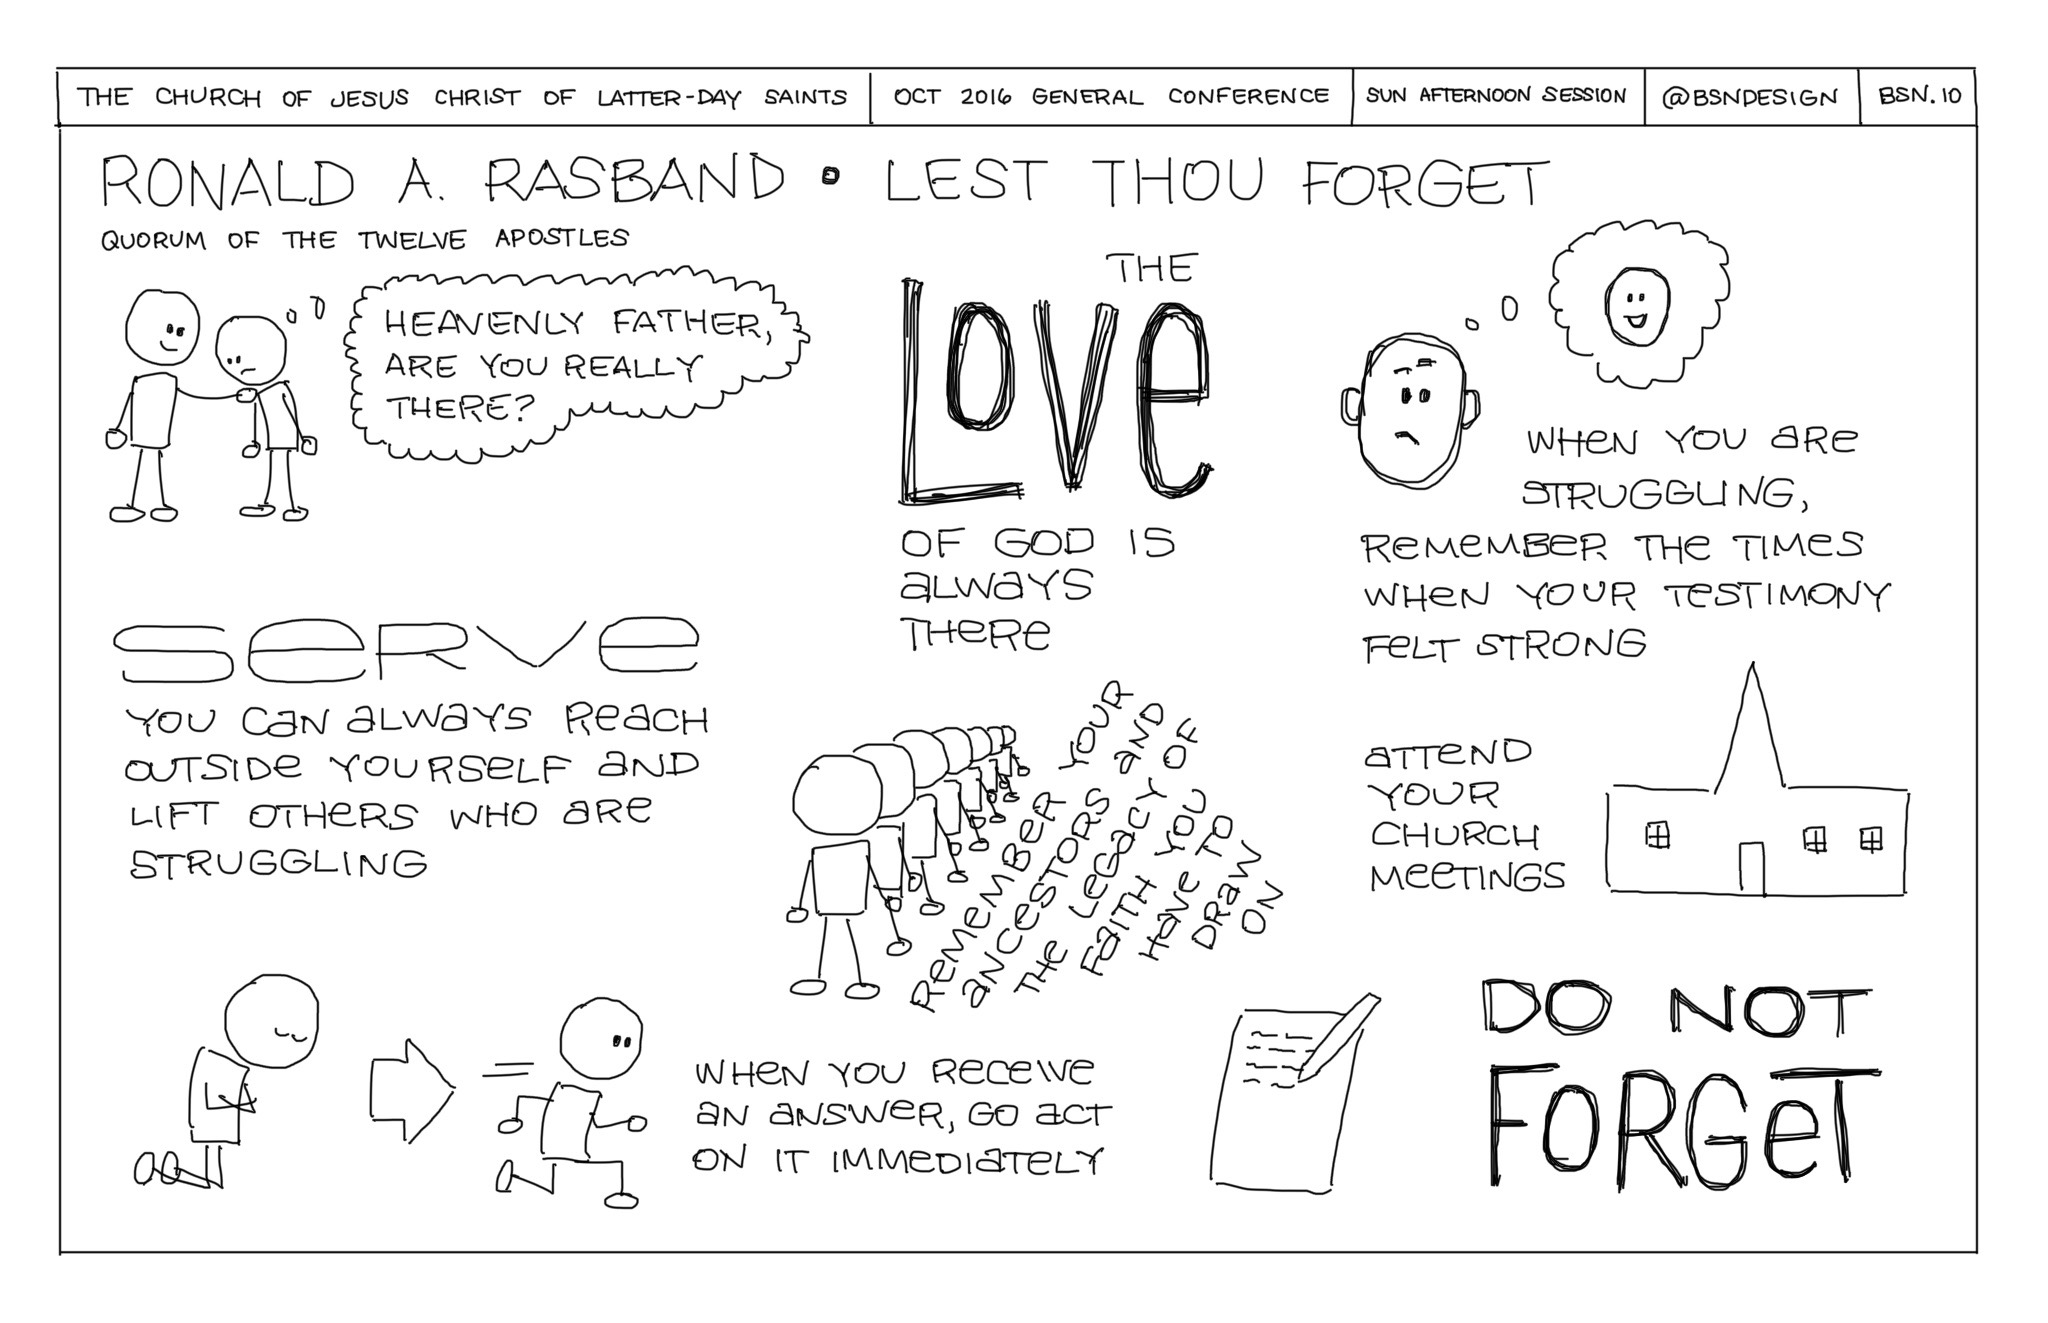 THE CHURCH OF JESUS CHRIST OF LATTER-DAY SAINTS
OCT 2016 GENERAL CONFERENCE
SUN AFTERNOON SESSION
@BSNDESIGN
BSN.10
RONALD A. RASBAND • LEST THOU FORGET
QUORUM OF THE TWELVE APOSTLES
HEAVENLY FATHER,
ARE YOU REALLY
THERE?
THE
LOVE
OF GOD IS
ALWAYS
THERE
WHEN YOU ARE
STRUGGLING,
REMEMBER THE TIMES
WHEN YOUR TESTIMONY
FELT STRONG
SERVE
YOU CAN ALWAYS REACH
OUTSIDE YOURSELF AND
LIFT OTHERS WHO ARE
STRUGGLING
REMEMBER YOUR
ANCESTORS AND
THE LEGACY OF
FAITH YOU
HAVE TO
DRAW
ON
ATTEND
YOUR
CHURCH
MEETINGS
WHEN YOU RECEIVE
AN ANSWER, GO ACT
ON IT IMMEDIATELY
DO NOT
FORGET